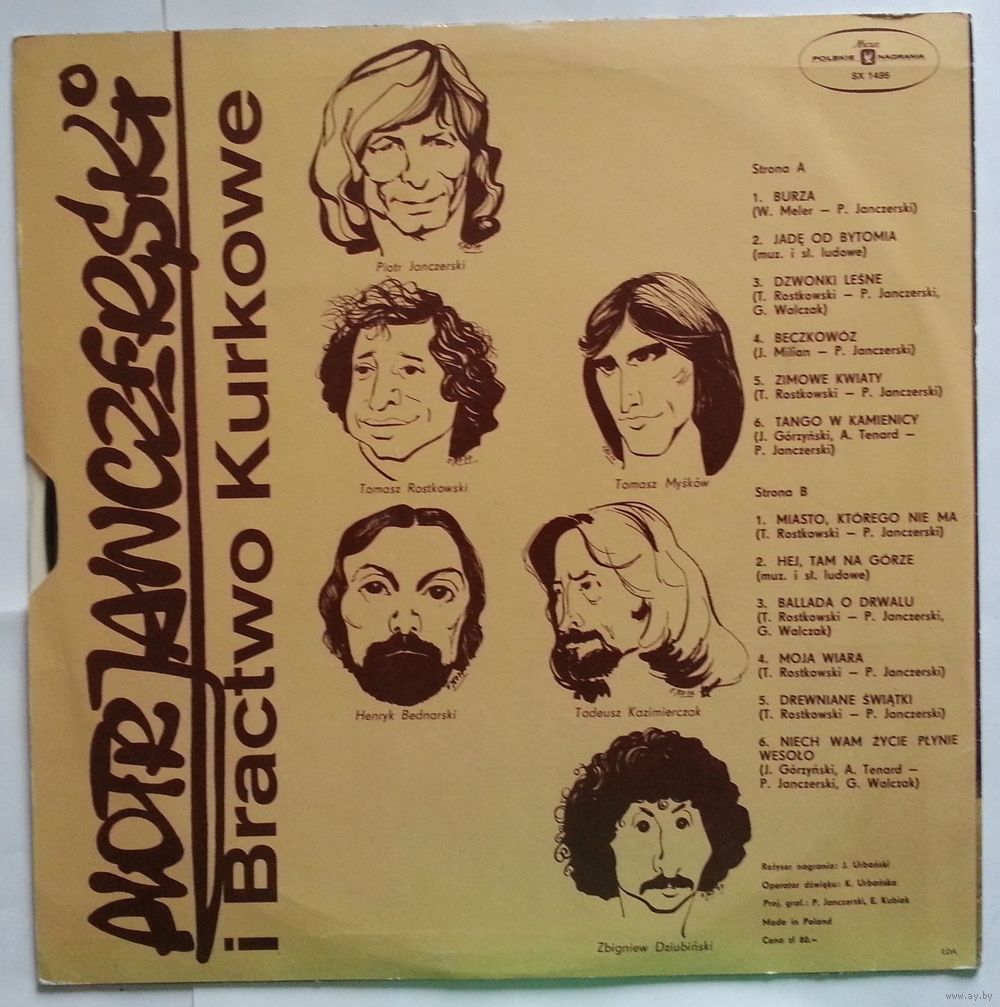 PIOTR JANCZERSKI
i Bractwo Kurkowe
Muza
POLSKIE NAGRANIA
SX 1495
Piotr Janczerski
Tomasz Rostkowski
Tomasz Myśków
Henryk Bednarski
Tadeusz Kazimierczak
Zbigniew Dziubiński
Strona A
1. BURZA
(W. Meler — P. Janczerski)
2. JADĘ OD BYTOMIA
(muz. i sł. ludowe)
3. DZWONKI LEŚNE
(T. Rostkowski — P. Janczerski,
G. Walczak)
4. BECZKOWÓZ
(J. Milian — P. Janczerski)
5. ZIMOWE KWIATY
(T. Rostkowski — P. Janczerski)
6. TANGO W KAMIENICY
(J. Górzyński, A. Tenard —
P. Janczerski)
Strona B
1. MIASTO, KTÓREGO NIE MA
(T. Rostkowski — P. Janczerski)
2. HEJ, TAM NA GÓRZE
(muz. i sł. ludowe)
3. BALLADA O DRWALU
(T. Rostkowski — P. Janczerski,
G. Walczak)
4. MOJA WIARA
(T. Rostkowski — P. Janczerski)
5. DREWNIANE ŚWIĄTKI
(T. Rostkowski — P. Janczerski)
6. NIECH WAM ŻYCIE PŁYNIE
WESOŁO
(J. Górzyński, A. Tenard —
P. Janczerski, G. Walczak)
Reżyser nagrania: J. Urbański
Operator dźwięku: K. Urbańska
Proj. graf.: P. Janczerski, E. Kubiak
Made in Poland
Cena zł 80.—
www.ay.by